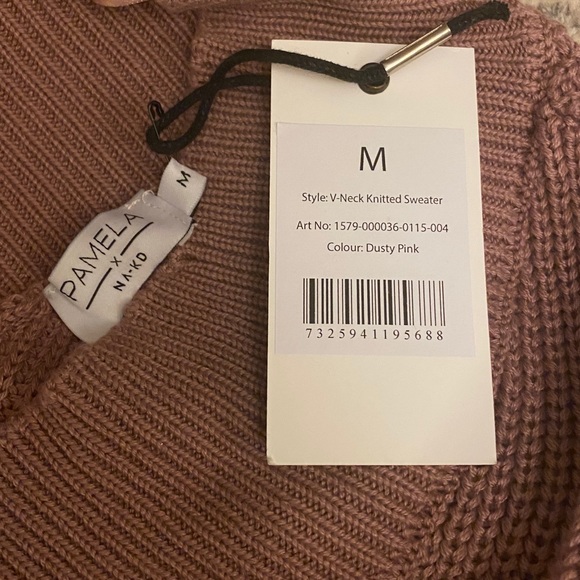 M
Style: V-Neck Knitted Sweater
Art No: 1579-000036-0115-004
Colour: Dusty Pink
7325941195688
M
PAMELA
X
NA-KD